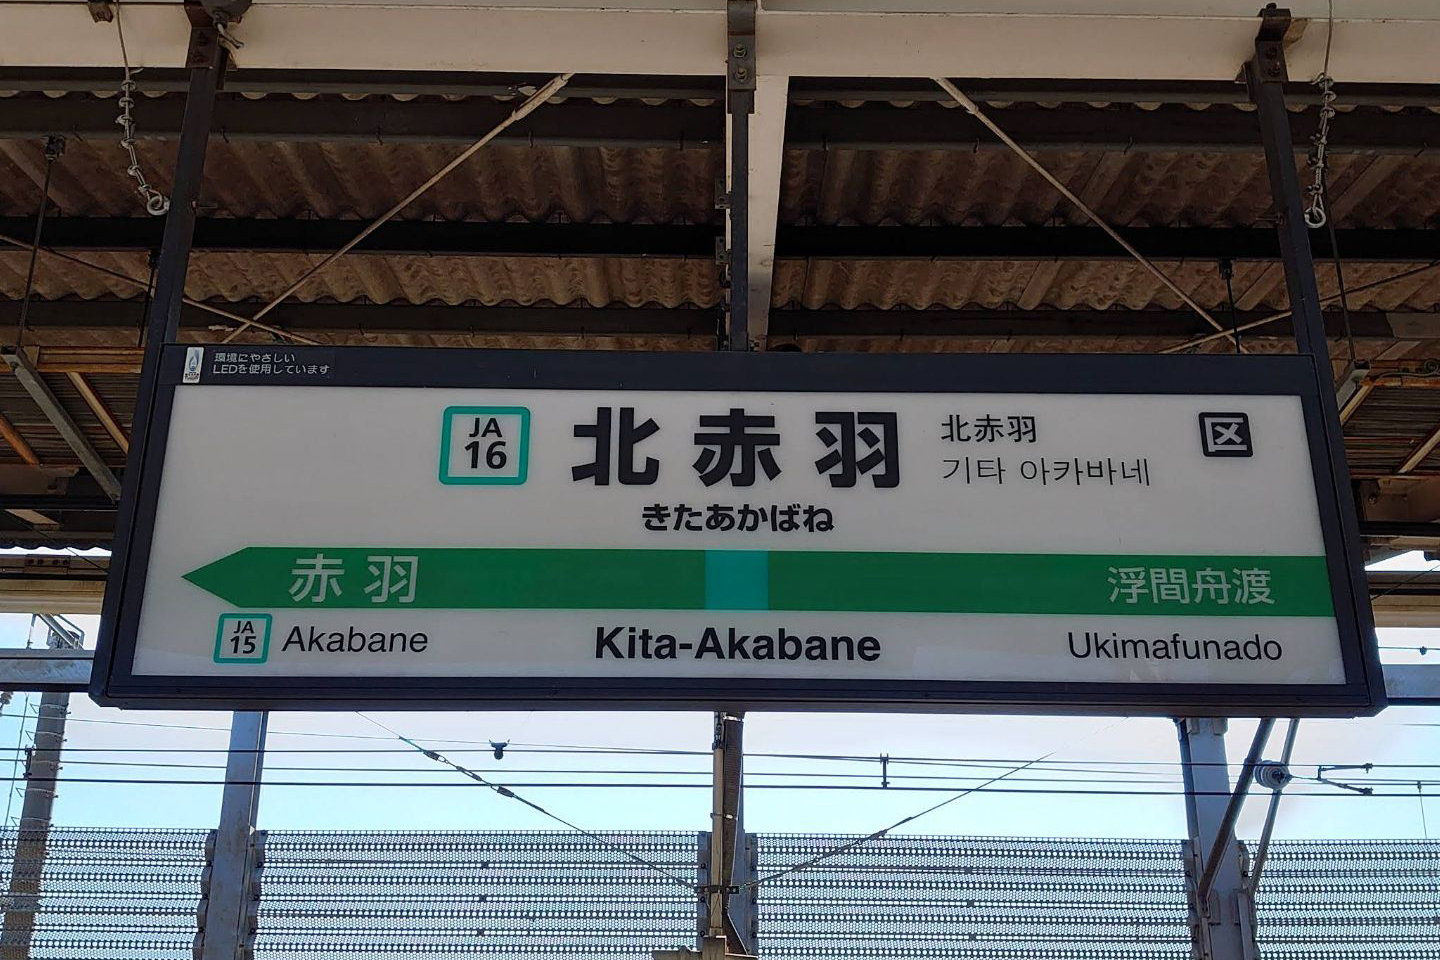 環境にやさしい
LEDを使用しています
JA
16
北赤羽
北赤羽
기타 아카바네
区
きたあかばね
赤羽
浮間舟渡
JA
15
Akabane
Kita-Akabane
Ukimafunado